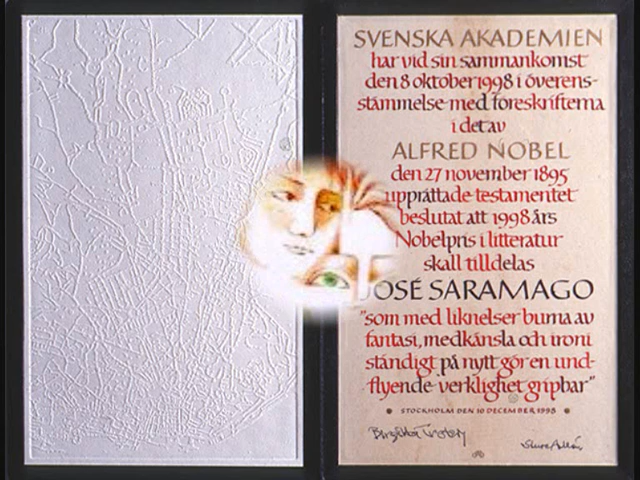 SVENSKA AKADEMIEN
har vid sin sammankomst
den 8 oktober 1998 i överens-
stämmelse med föreskrifterna
i det av
ALFRED NOBEL
den 27 november 1895
upprättade testamentet
beslutat att 1998 års
Nobelpris i litteratur
skall tilldelas
JOSÉ SARAMAGO
"som med liknelser burna av
fantasi, medkänsla och ironi
ständigt på nytt gör en und-
flyende verklighet gripbar"
STOCKHOLM DEN 10 DECEMBER 1998